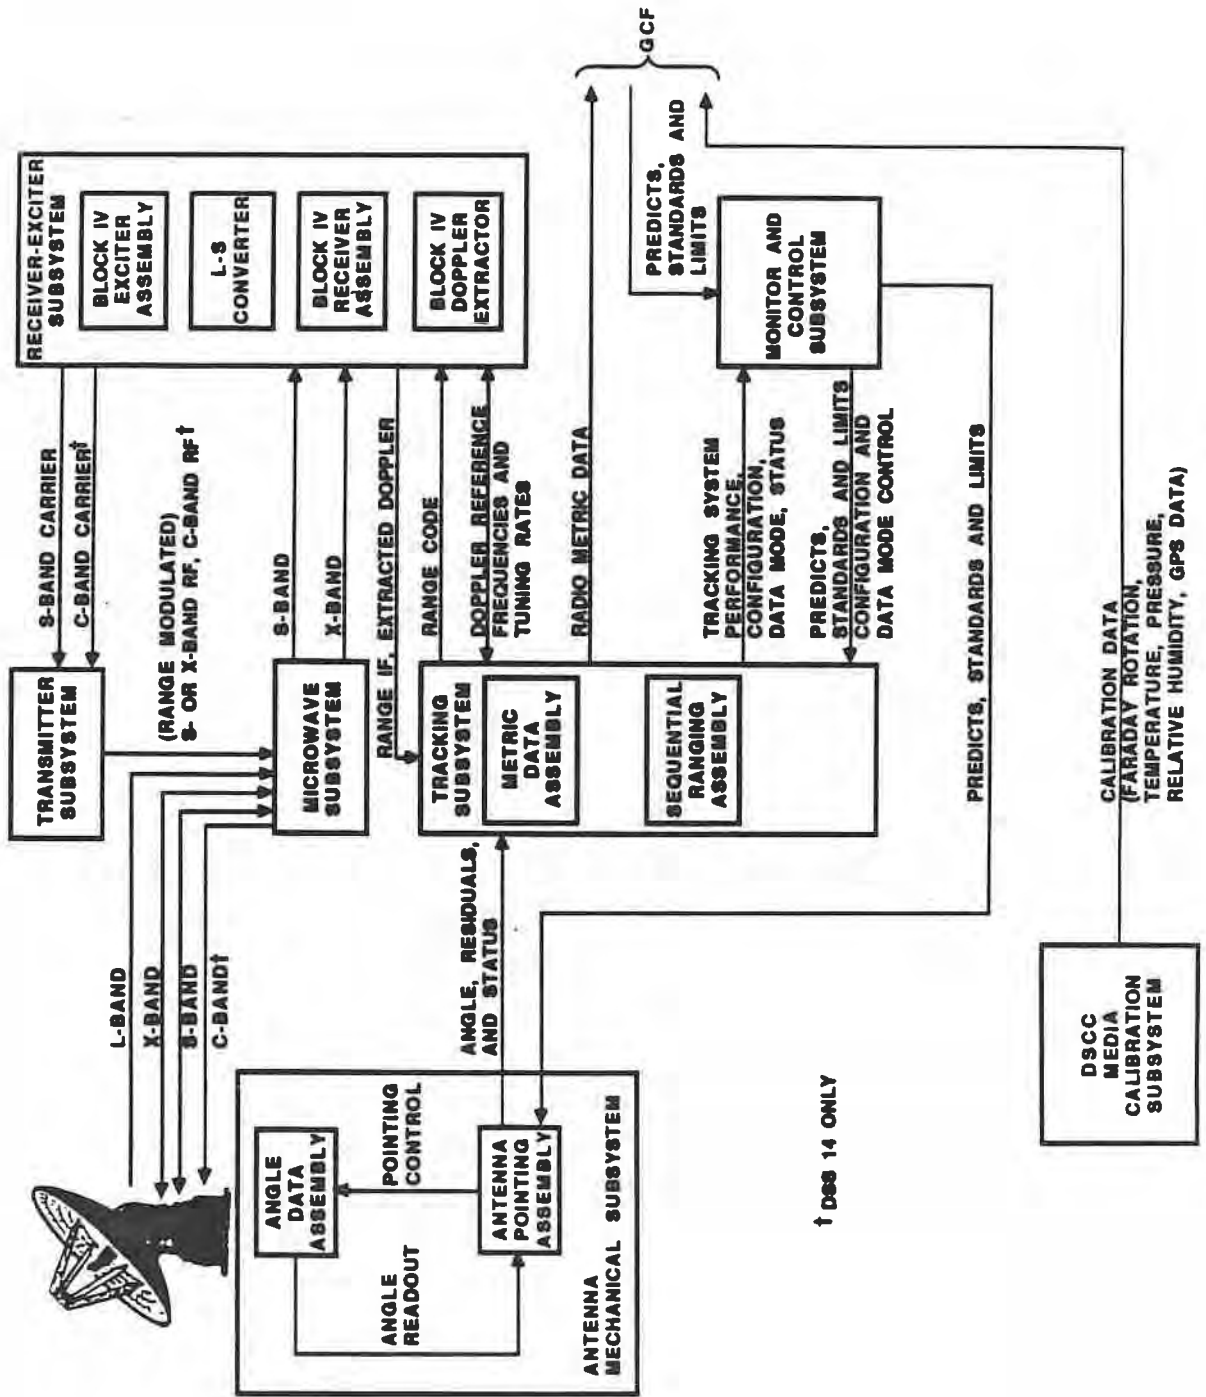 L-BAND
X-BAND
S-BAND
C-BAND†
TRANSMITTER
SUBSYSTEM
S-BAND CARRIER
C-BAND CARRIER†
(RANGE MODULATED)
S- OR X-BAND RF, C-BAND RF†
RECEIVER-EXCITER
SUBSYSTEM
BLOCK IV
EXCITER
ASSEMBLY
L-S
CONVERTER
BLOCK IV
RECEIVER
ASSEMBLY
BLOCK IV
DOPPLER
EXTRACTOR
MICROWAVE
SUBSYSTEM
S-BAND
X-BAND
RANGE IF, EXTRACTED DOPPLER
RANGE CODE
DOPPLER REFERENCE
FREQUENCIES AND
TUNING RATES
TRACKING
SUBSYSTEM
METRIC
DATA
ASSEMBLY
SEQUENTIAL
RANGING
ASSEMBLY
RADIO METRIC DATA
TRACKING SYSTEM
PERFORMANCE,
CONFIGURATION,
DATA MODE, STATUS
PREDICTS,
STANDARDS AND LIMITS
CONFIGURATION AND
DATA MODE CONTROL
GCF
PREDICTS,
STANDARDS AND
LIMITS
MONITOR AND
CONTROL
SUBSYSTEM
ANGLE
DATA
ASSEMBLY
POINTING
CONTROL
ANGLE
READOUT
ANTENNA
POINTING
ASSEMBLY
ANTENNA
MECHANICAL SUBSYSTEM
ANGLE, RESIDUALS,
AND STATUS
PREDICTS, STANDARDS AND LIMITS
† DSS 14 ONLY
DSCC
MEDIA
CALIBRATION
SUBSYSTEM
CALIBRATION DATA
(FARADAY ROTATION,
TEMPERATURE, PRESSURE,
RELATIVE HUMIDITY, GPS DATA)